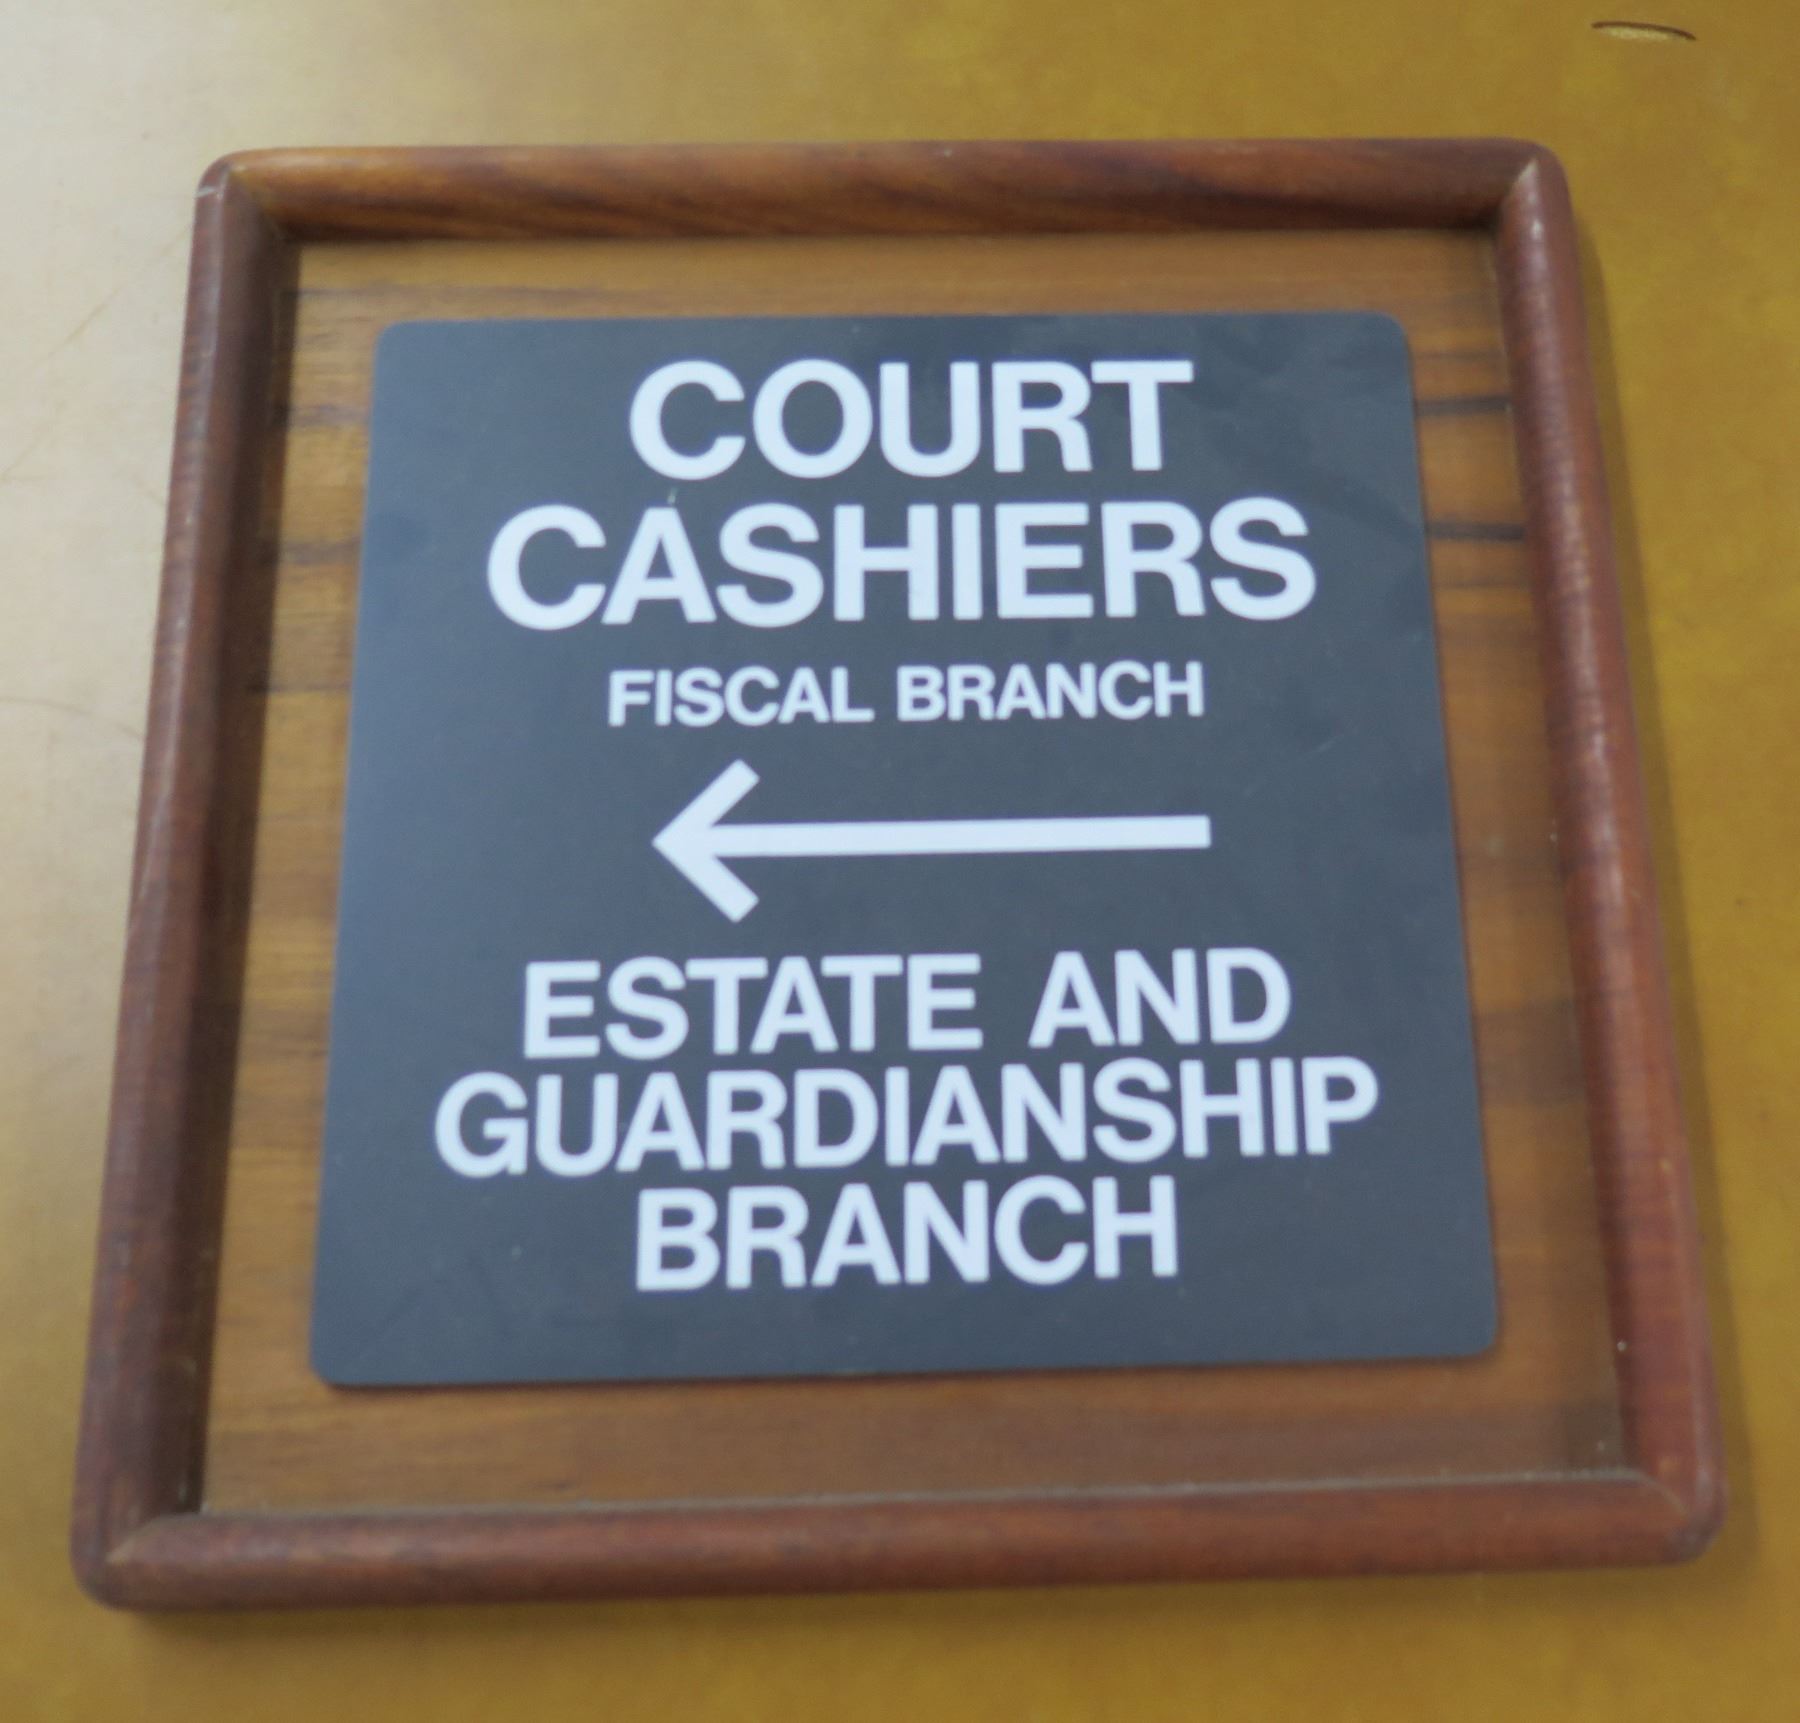 COURT
CASHIERS
FISCAL BRANCH
ESTATE AND
GUARDIANSHIP
BRANCH